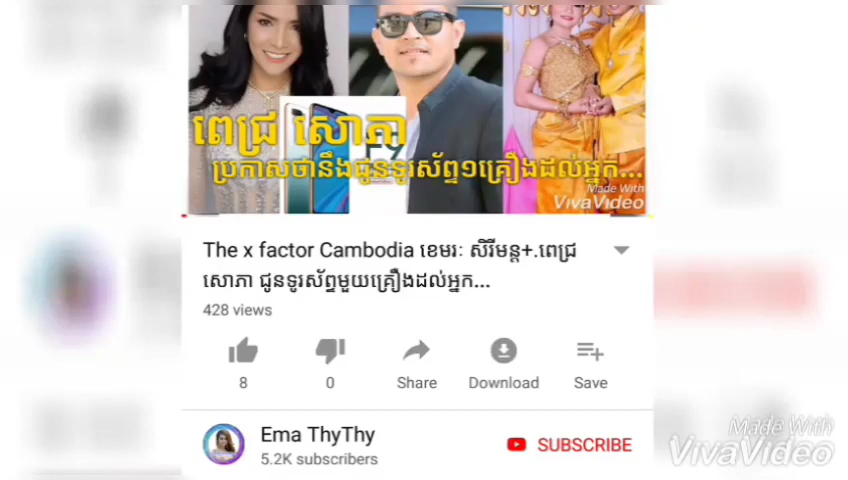 ពេជ្រ សោភា
F9
ប្រកាសថានឹងជូនទូរស័ព្ទ១គ្រឿងដល់អ្នក...
Made With
VivaVideo
The x factor Cambodia ខេមរៈ សិរីមន្ត+.ពេជ្រ
សោភា ជូនទូរស័ព្ទមួយគ្រឿងដល់អ្នក...
428 views
8
0
Share
Download
Save
Ema ThyThy
5.2K subscribers
SUBSCRIBE
Made With
VivaVideo